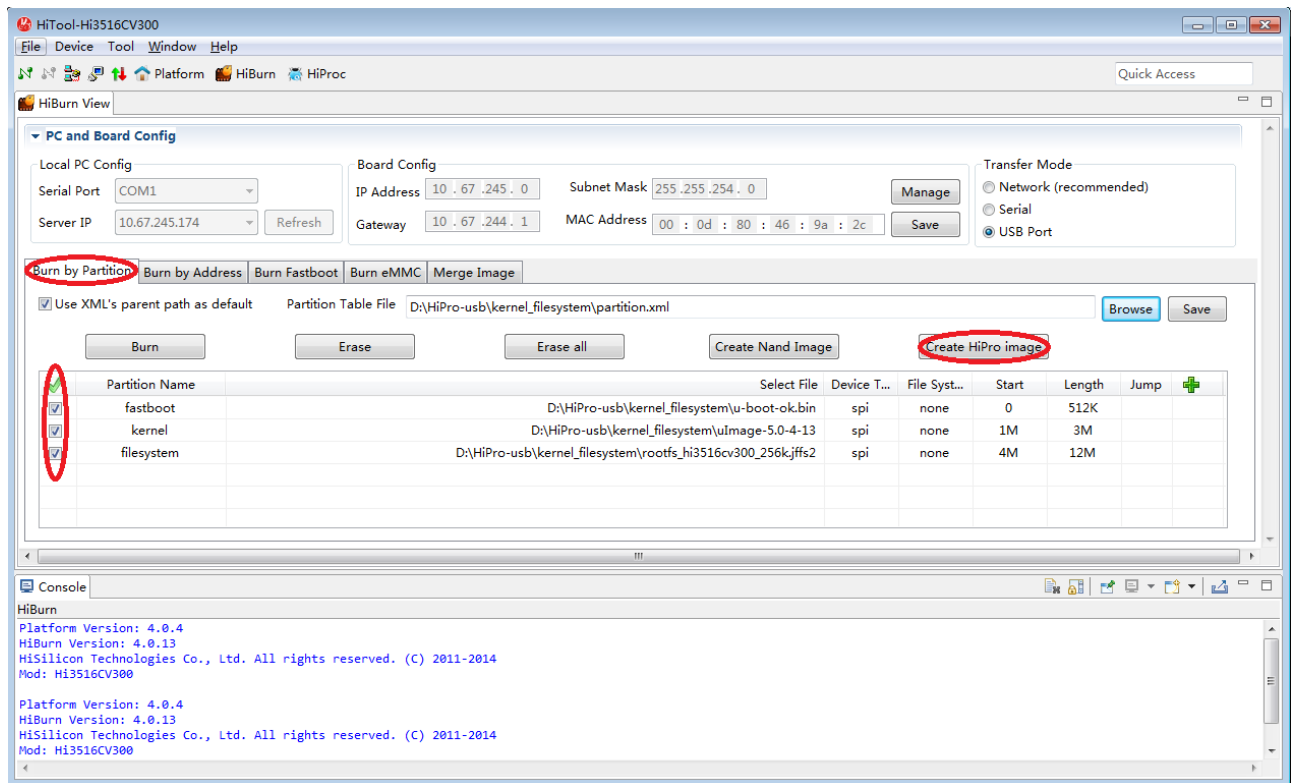 HiTool-Hi3516CV300
File Device Tool Window Help
Platform HiBurn HiProc Quick Access
HiBurn View
PC and Board Config
Local PC Config Board Config Transfer Mode
Serial Port COM1 IP Address 10 . 67 .245 . 0 Subnet Mask 255 .255 .254 . 0 Manage Network (recommended)
Serial
Server IP 10.67.245.174 Refresh Gateway 10 . 67 .244 . 1 MAC Address 00 : 0d : 80 : 46 : 9a : 2c Save USB Port
Burn by Partition Burn by Address Burn Fastboot Burn eMMC Merge Image
Use XML's parent path as default Partition Table File D:\HiPro-usb\kernel_filesystem\partition.xml Browse Save
Burn Erase Erase all Create Nand Image Create HiPro image
Partition Name Select File Device T... File Syst... Start Length Jump
fastboot D:\HiPro-usb\kernel_filesystem\u-boot-ok.bin spi none 0 512K
kernel D:\HiPro-usb\kernel_filesystem\uImage-5.0-4-13 spi none 1M 3M
filesystem D:\HiPro-usb\kernel_filesystem\rootfs_hi3516cv300_256k.jffs2 spi none 4M 12M
Console
HiBurn
Platform Version: 4.0.4
HiBurn Version: 4.0.13
HiSilicon Technologies Co., Ltd. All rights reserved. (C) 2011-2014
Mod: Hi3516CV300
Platform Version: 4.0.4
HiBurn Version: 4.0.13
HiSilicon Technologies Co., Ltd. All rights reserved. (C) 2011-2014
Mod: Hi3516CV300